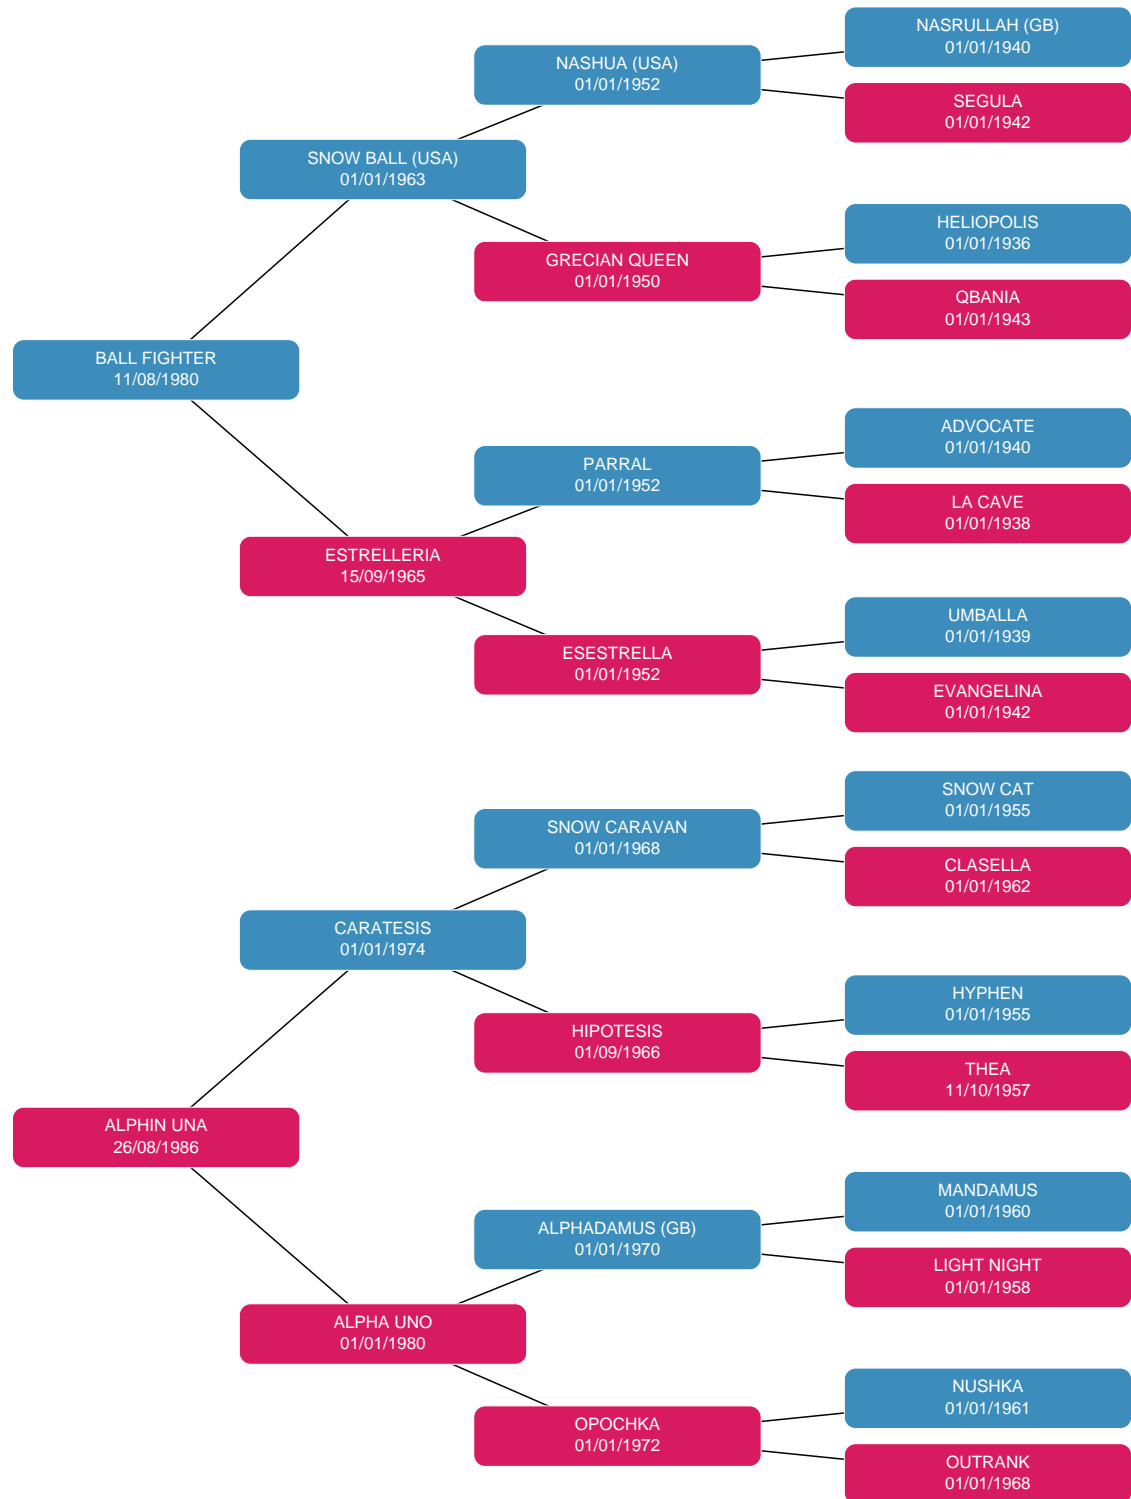 NASRULLAH (GB)
01/01/1940
NASHUA (USA)
01/01/1952
SEGULA
01/01/1942
SNOW BALL (USA)
01/01/1963
HELIOPOLIS
01/01/1936
GRECIAN QUEEN
01/01/1950
QBANIA
01/01/1943
BALL FIGHTER
11/08/1980
ADVOCATE
01/01/1940
PARRAL
01/01/1952
LA CAVE
01/01/1938
ESTRELLERIA
15/09/1965
UMBALLA
01/01/1939
ESESTRELLA
01/01/1952
EVANGELINA
01/01/1942
SNOW CAT
01/01/1955
SNOW CARAVAN
01/01/1968
CLASELLA
01/01/1962
CARATESIS
01/01/1974
HYPHEN
01/01/1955
HIPOTESIS
01/09/1966
THEA
11/10/1957
ALPHIN UNA
26/08/1986
MANDAMUS
01/01/1960
ALPHADAMUS (GB)
01/01/1970
LIGHT NIGHT
01/01/1958
ALPHA UNO
01/01/1980
NUSHKA
01/01/1961
OPOCHKA
01/01/1972
OUTRANK
01/01/1968